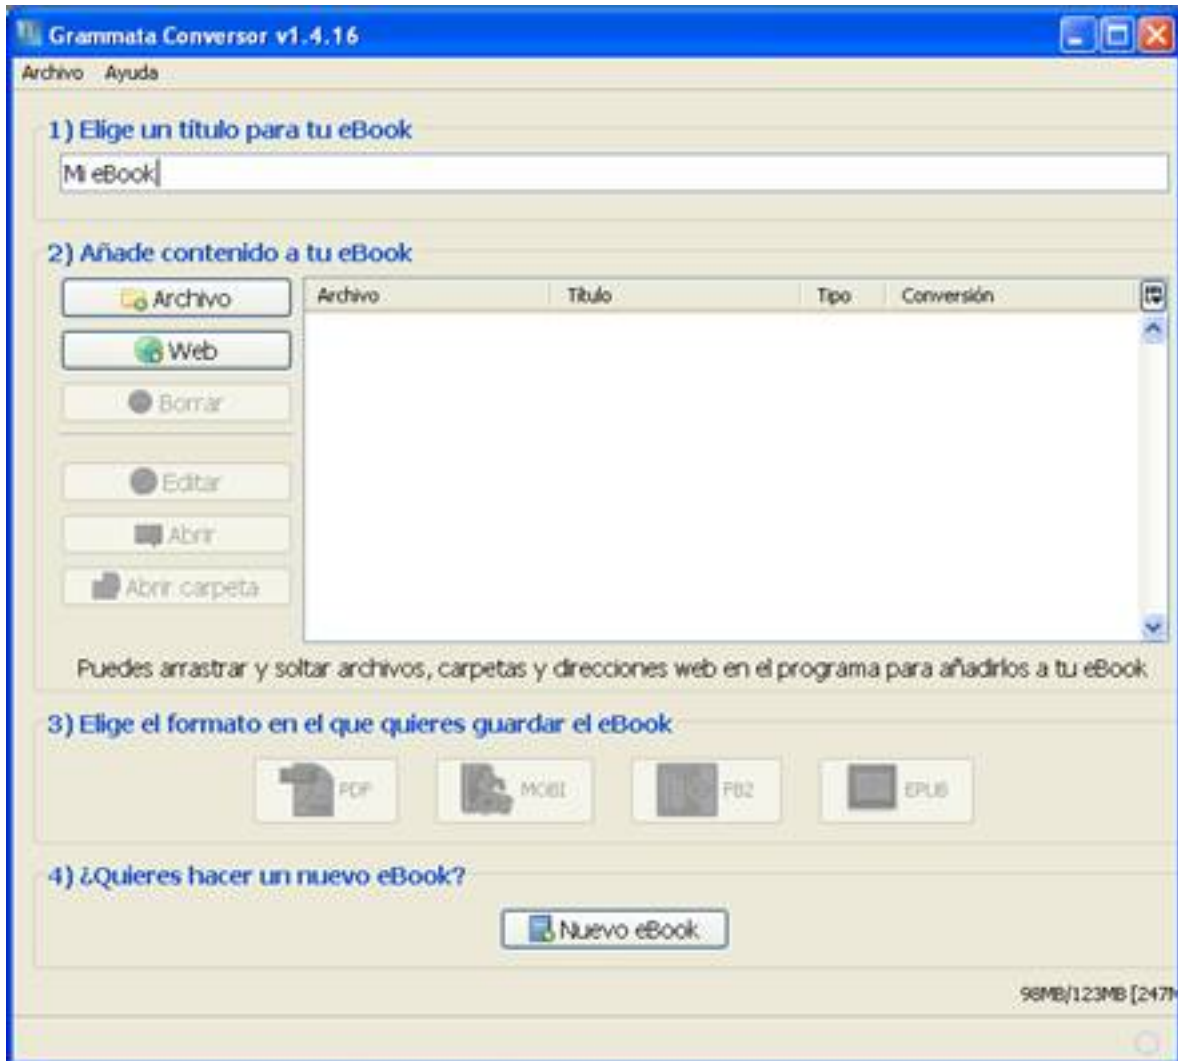 Grammata Conversor v1.4.16
Archivo Ayuda
1) Elige un título para tu eBook
Mi eBook
2) Añade contenido a tu eBook
Archivo
Web
Borrar
Editar
Abrir
Abrir carpeta
Archivo Título Tipo Conversión
Puedes arrastrar y soltar archivos, carpetas y direcciones web en el programa para añadirlos a tu eBook
3) Elige el formato en el que quieres guardar el eBook
PDF MOBI FB2 EPUB
4) ¿Quieres hacer un nuevo eBook?
Nuevo eBook
98MB/123MB [247M